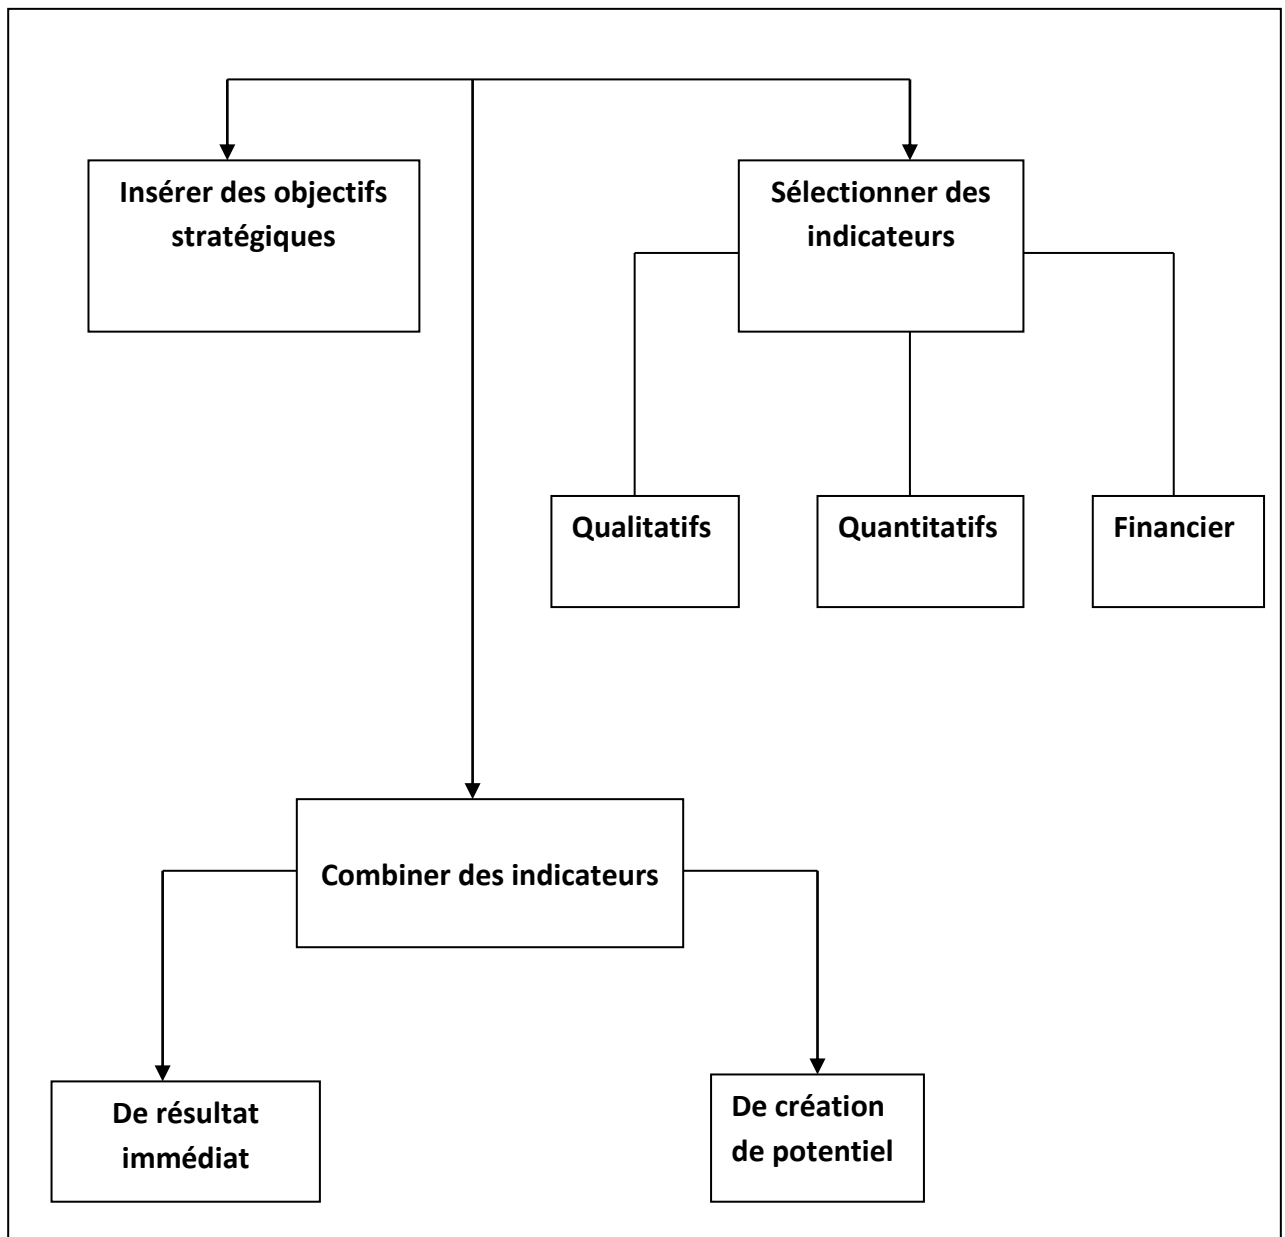 Insérer des objectifs
stratégiques
Sélectionner des
indicateurs
Qualitatifs
Quantitatifs
Financier
Combiner des indicateurs
De résultat
immédiat
De création
de potentiel